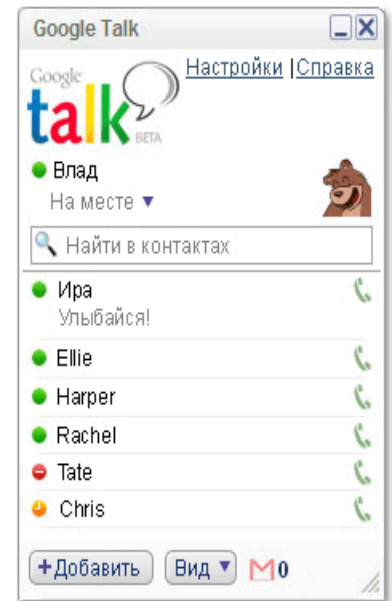 Google Talk
Настройки |Справка
Google
talk
BETA
Влад
На месте
Найти в контактах
Ира
Улыбайся!
Ellie
Harper
Rachel
Tate
Chris
+Добавить Вид 0